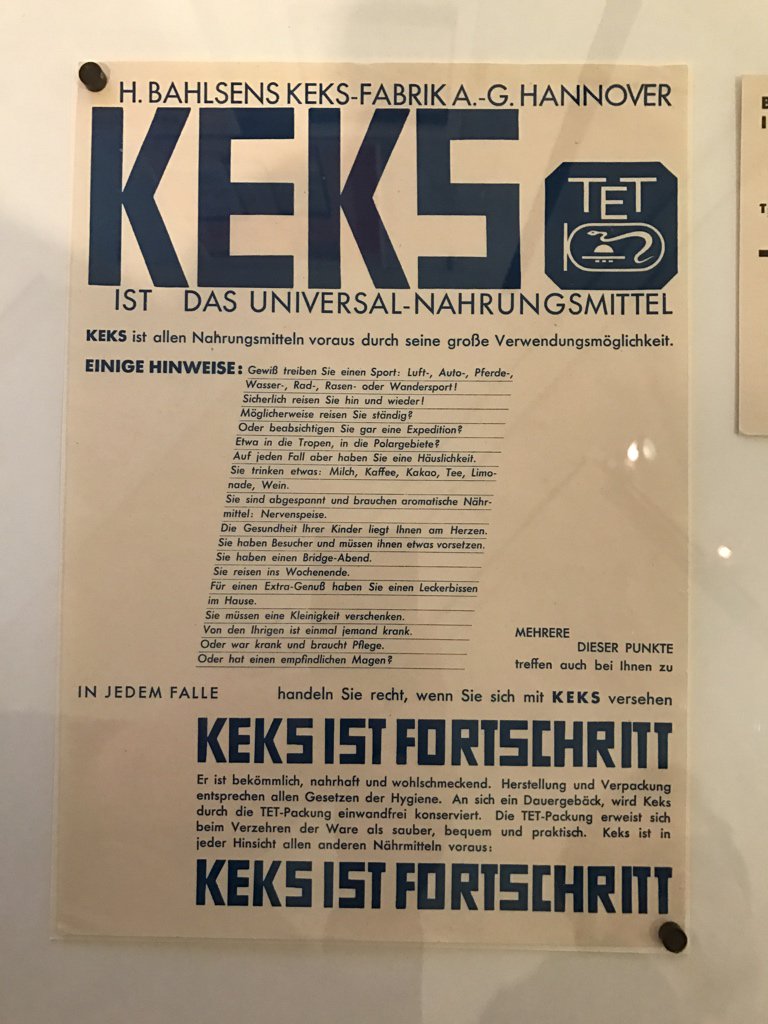 H. BAHLSENS KEKS-FABRIK A.-G. HANNOVER
KEKS
TET
IST DAS UNIVERSAL-NAHRUNGSMITTEL
KEKS ist allen Nahrungsmitteln voraus durch seine große Verwendungsmöglichkeit.
EINIGE HINWEISE: Gewiß treiben Sie einen Sport: Luft-, Auto-, Pferde-,
Wasser-, Rad-, Rasen- oder Wandersport!
Sicherlich reisen Sie hin und wieder!
Möglicherweise reisen Sie ständig?
Oder beabsichtigen Sie gar eine Expedition?
Etwa in die Tropen, in die Polargebiete?
Auf jeden Fall aber haben Sie eine Häuslichkeit.
Sie trinken etwas: Milch, Kaffee, Kakao, Tee, Limo-
nade, Wein.
Sie sind abgespannt und brauchen aromatische Nähr-
mittel: Nervenspeise.
Die Gesundheit Ihrer Kinder liegt Ihnen am Herzen.
Sie haben Besucher und müssen ihnen etwas vorsetzen.
Sie haben einen Bridge-Abend.
Sie reisen ins Wochenende.
Für einen Extra-Genuß haben Sie einen Leckerbissen
im Hause.
Sie müssen eine Kleinigkeit verschenken.
Von den Ihrigen ist einmal jemand krank.
Oder war krank und braucht Pflege.
Oder hat einen empfindlichen Magen?
MEHRERE
DIESER PUNKTE
treffen auch bei Ihnen zu
IN JEDEM FALLE handeln Sie recht, wenn Sie sich mit KEKS versehen
KEKS IST FORTSCHRITT
Er ist bekömmlich, nahrhaft und wohlschmeckend. Herstellung und Verpackung
entsprechen allen Gesetzen der Hygiene. An sich ein Dauergebäck, wird Keks
durch die TET-Packung einwandfrei konserviert. Die TET-Packung erweist sich
beim Verzehren der Ware als sauber, bequem und praktisch. Keks ist in
jeder Hinsicht allen anderen Nährmitteln voraus:
KEKS IST FORTSCHRITT